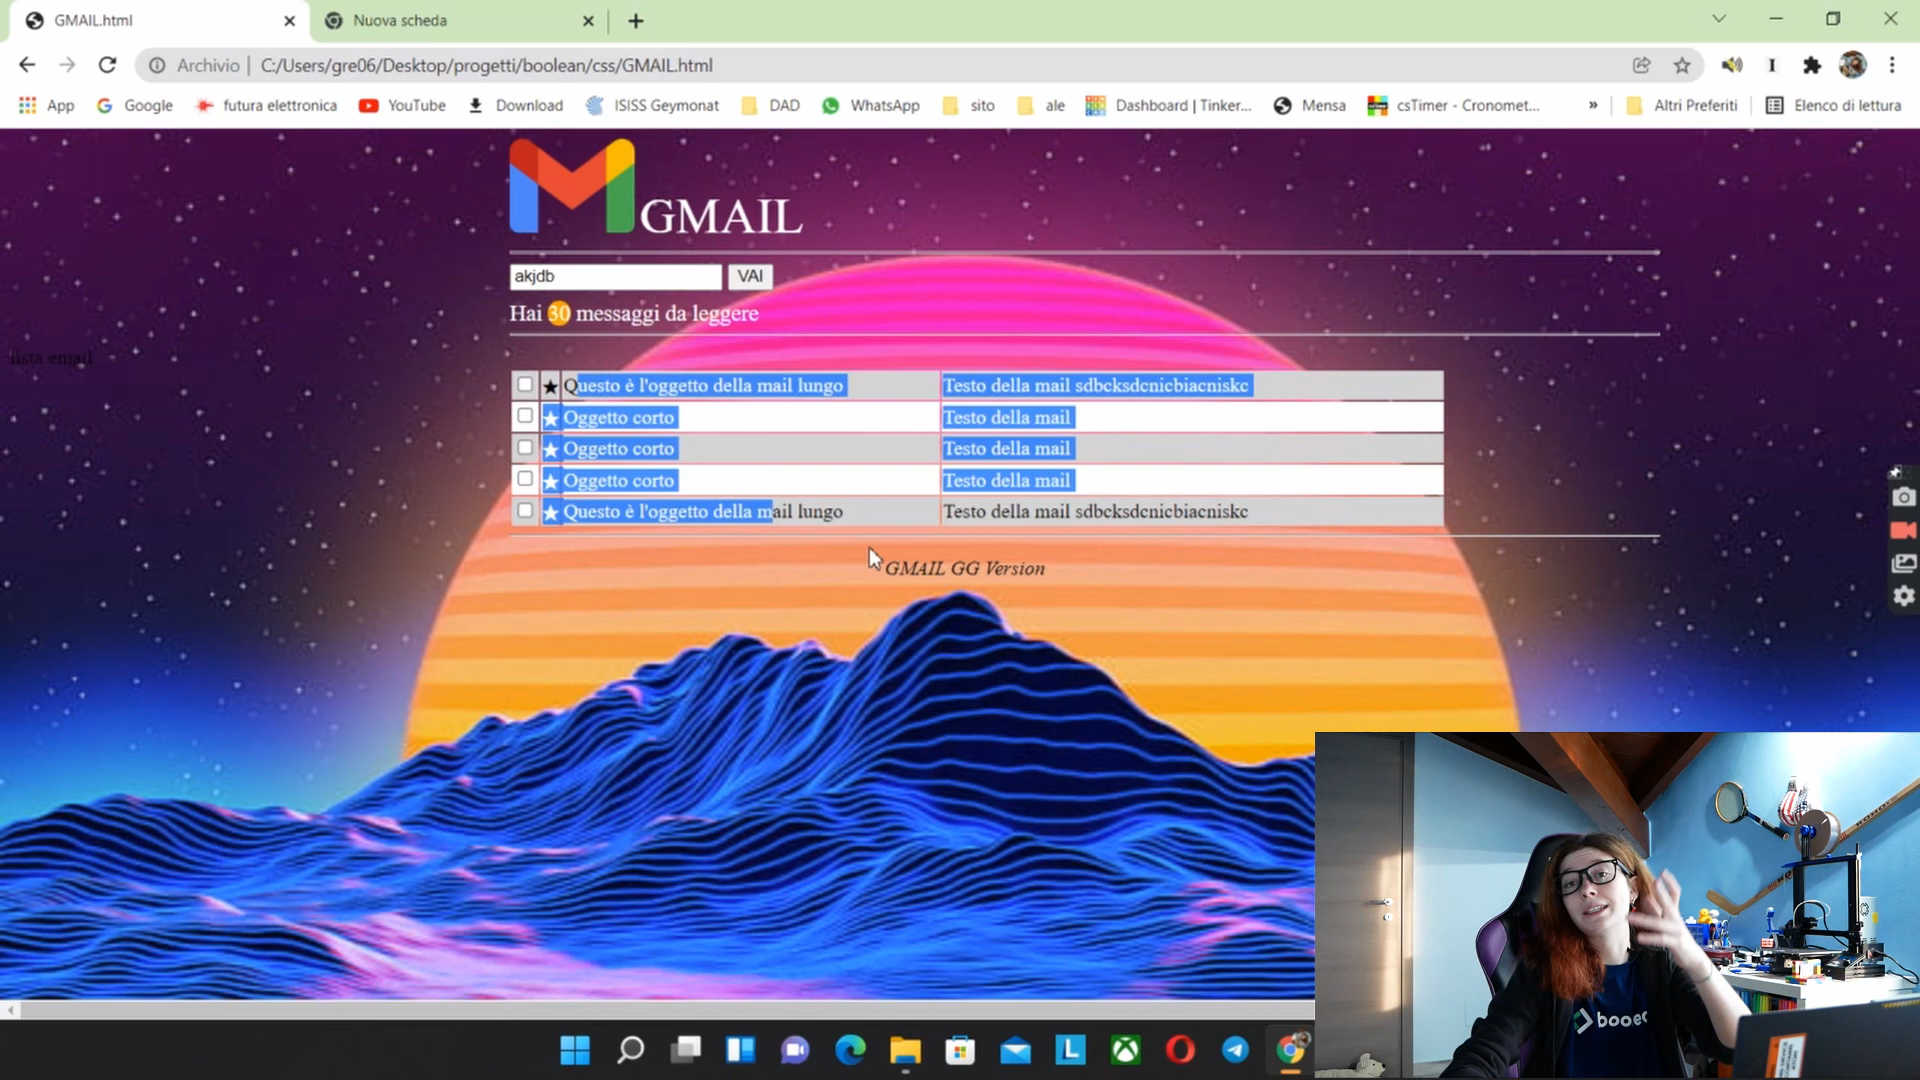 GMAIL.html
Nuova scheda
Archivio | C:/Users/gre06/Desktop/progetti/boolean/css/GMAIL.html
App Google futura elettronica YouTube Download ISISS Geymonat DAD WhatsApp sito ale Dashboard | Tinker... Mensa csTimer - Cronomet... » Altri Preferiti Elenco di lettura
GMAIL
akjdb VAI
Hai 30 messaggi da leggere
lista email
★ Questo è l'oggetto della mail lungo Testo della mail sdbcksdcnicbiacniskc
★ Oggetto corto Testo della mail
★ Oggetto corto Testo della mail
★ Oggetto corto Testo della mail
★ Questo è l'oggetto della mail lungo Testo della mail sdbcksdcnicbiacniskc
GMAIL GG Version